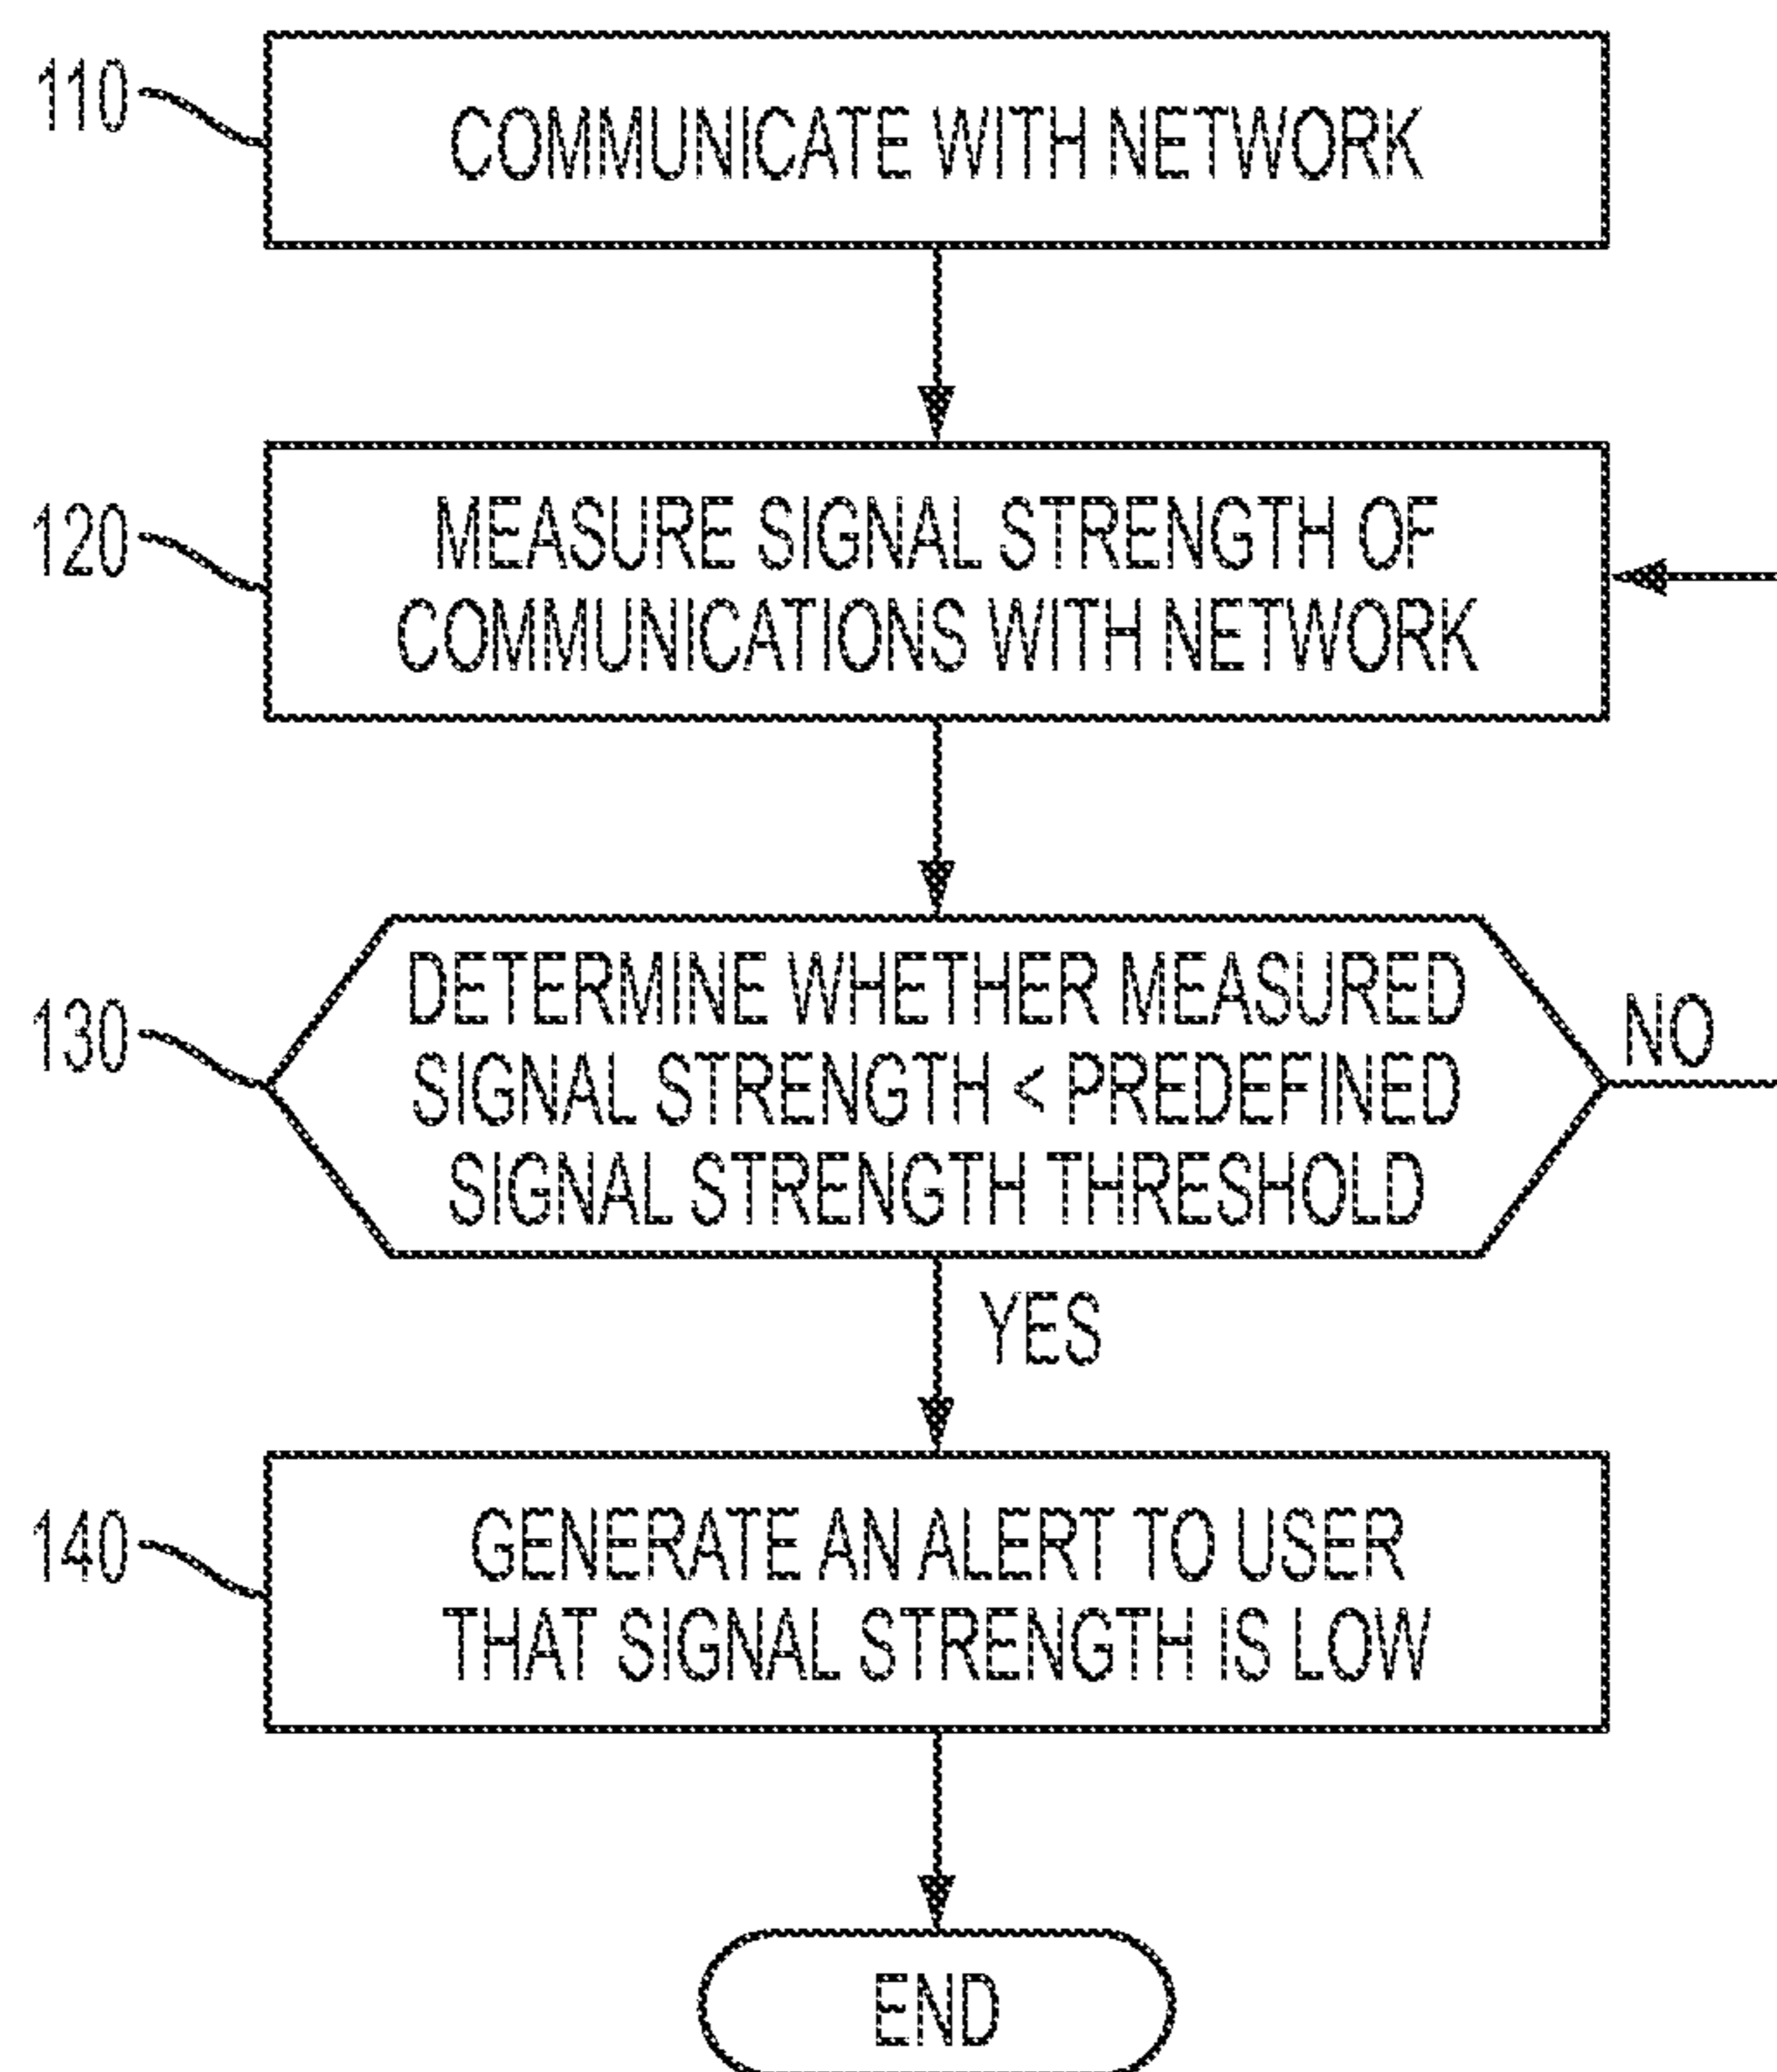 110
COMMUNICATE WITH NETWORK
120
MEASURE SIGNAL STRENGTH OF
COMMUNICATIONS WITH NETWORK
130
DETERMINE WHETHER MEASURED
SIGNAL STRENGTH < PREDEFINED
SIGNAL STRENGTH THRESHOLD
NO
YES
140
GENERATE AN ALERT TO USER
THAT SIGNAL STRENGTH IS LOW
END